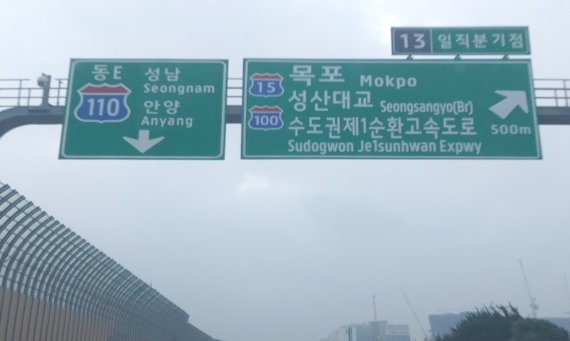 13 일직분기점
동E 성남
Seongnam
110 안양
Anyang
목포 Mokpo
15 성산대교 Seongsangyo(Br)
100 수도권제1순환고속도로
500m
Sudogwon Je1sunhwan Expwy